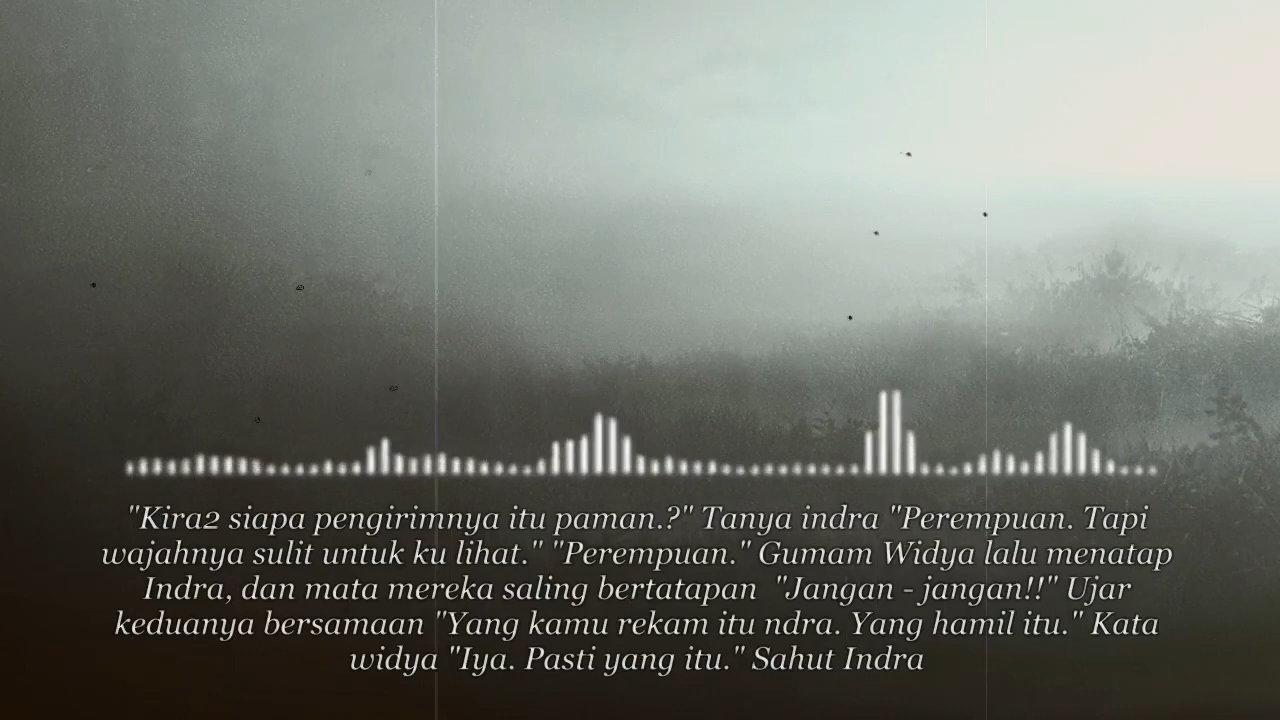 "Kira2 siapa pengirimnya itu paman.?" Tanya indra "Perempuan. Tapi
wajahnya sulit untuk ku lihat." "Perempuan." Gumam Widya lalu menatap
Indra, dan mata mereka saling bertatapan  "Jangan - jangan!!" Ujar
keduanya bersamaan "Yang kamu rekam itu ndra. Yang hamil itu." Kata
widya "Iya. Pasti yang itu." Sahut Indra